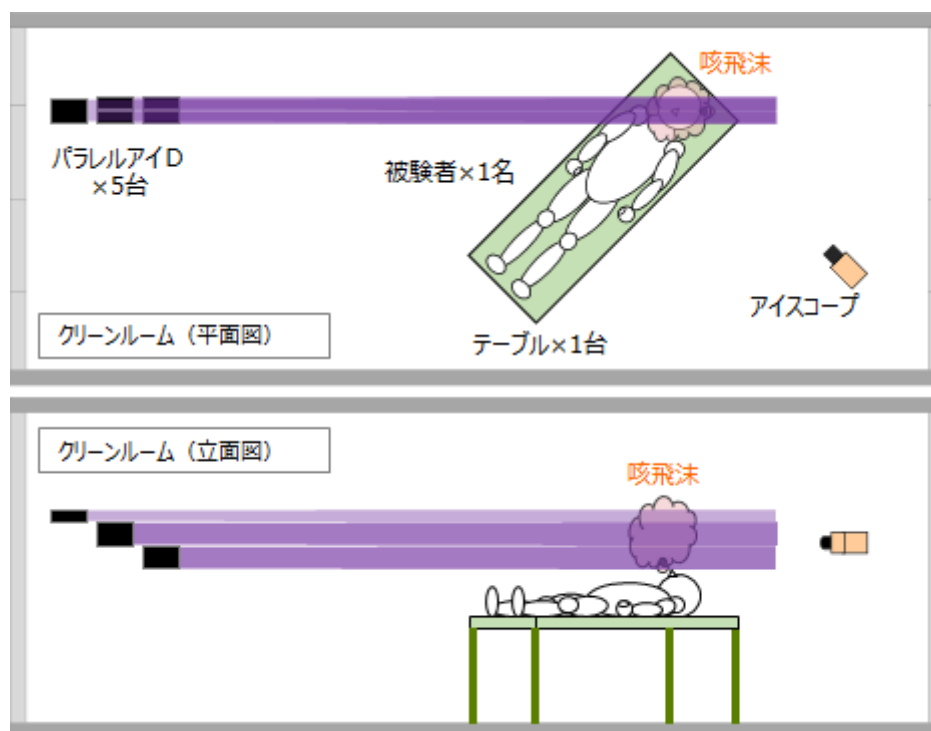 咳飛沫
パラレルアイD
×5台
被験者×1名
アイスコープ
クリーンルーム（平面図）
テーブル×1台
クリーンルーム（立面図）
咳飛沫